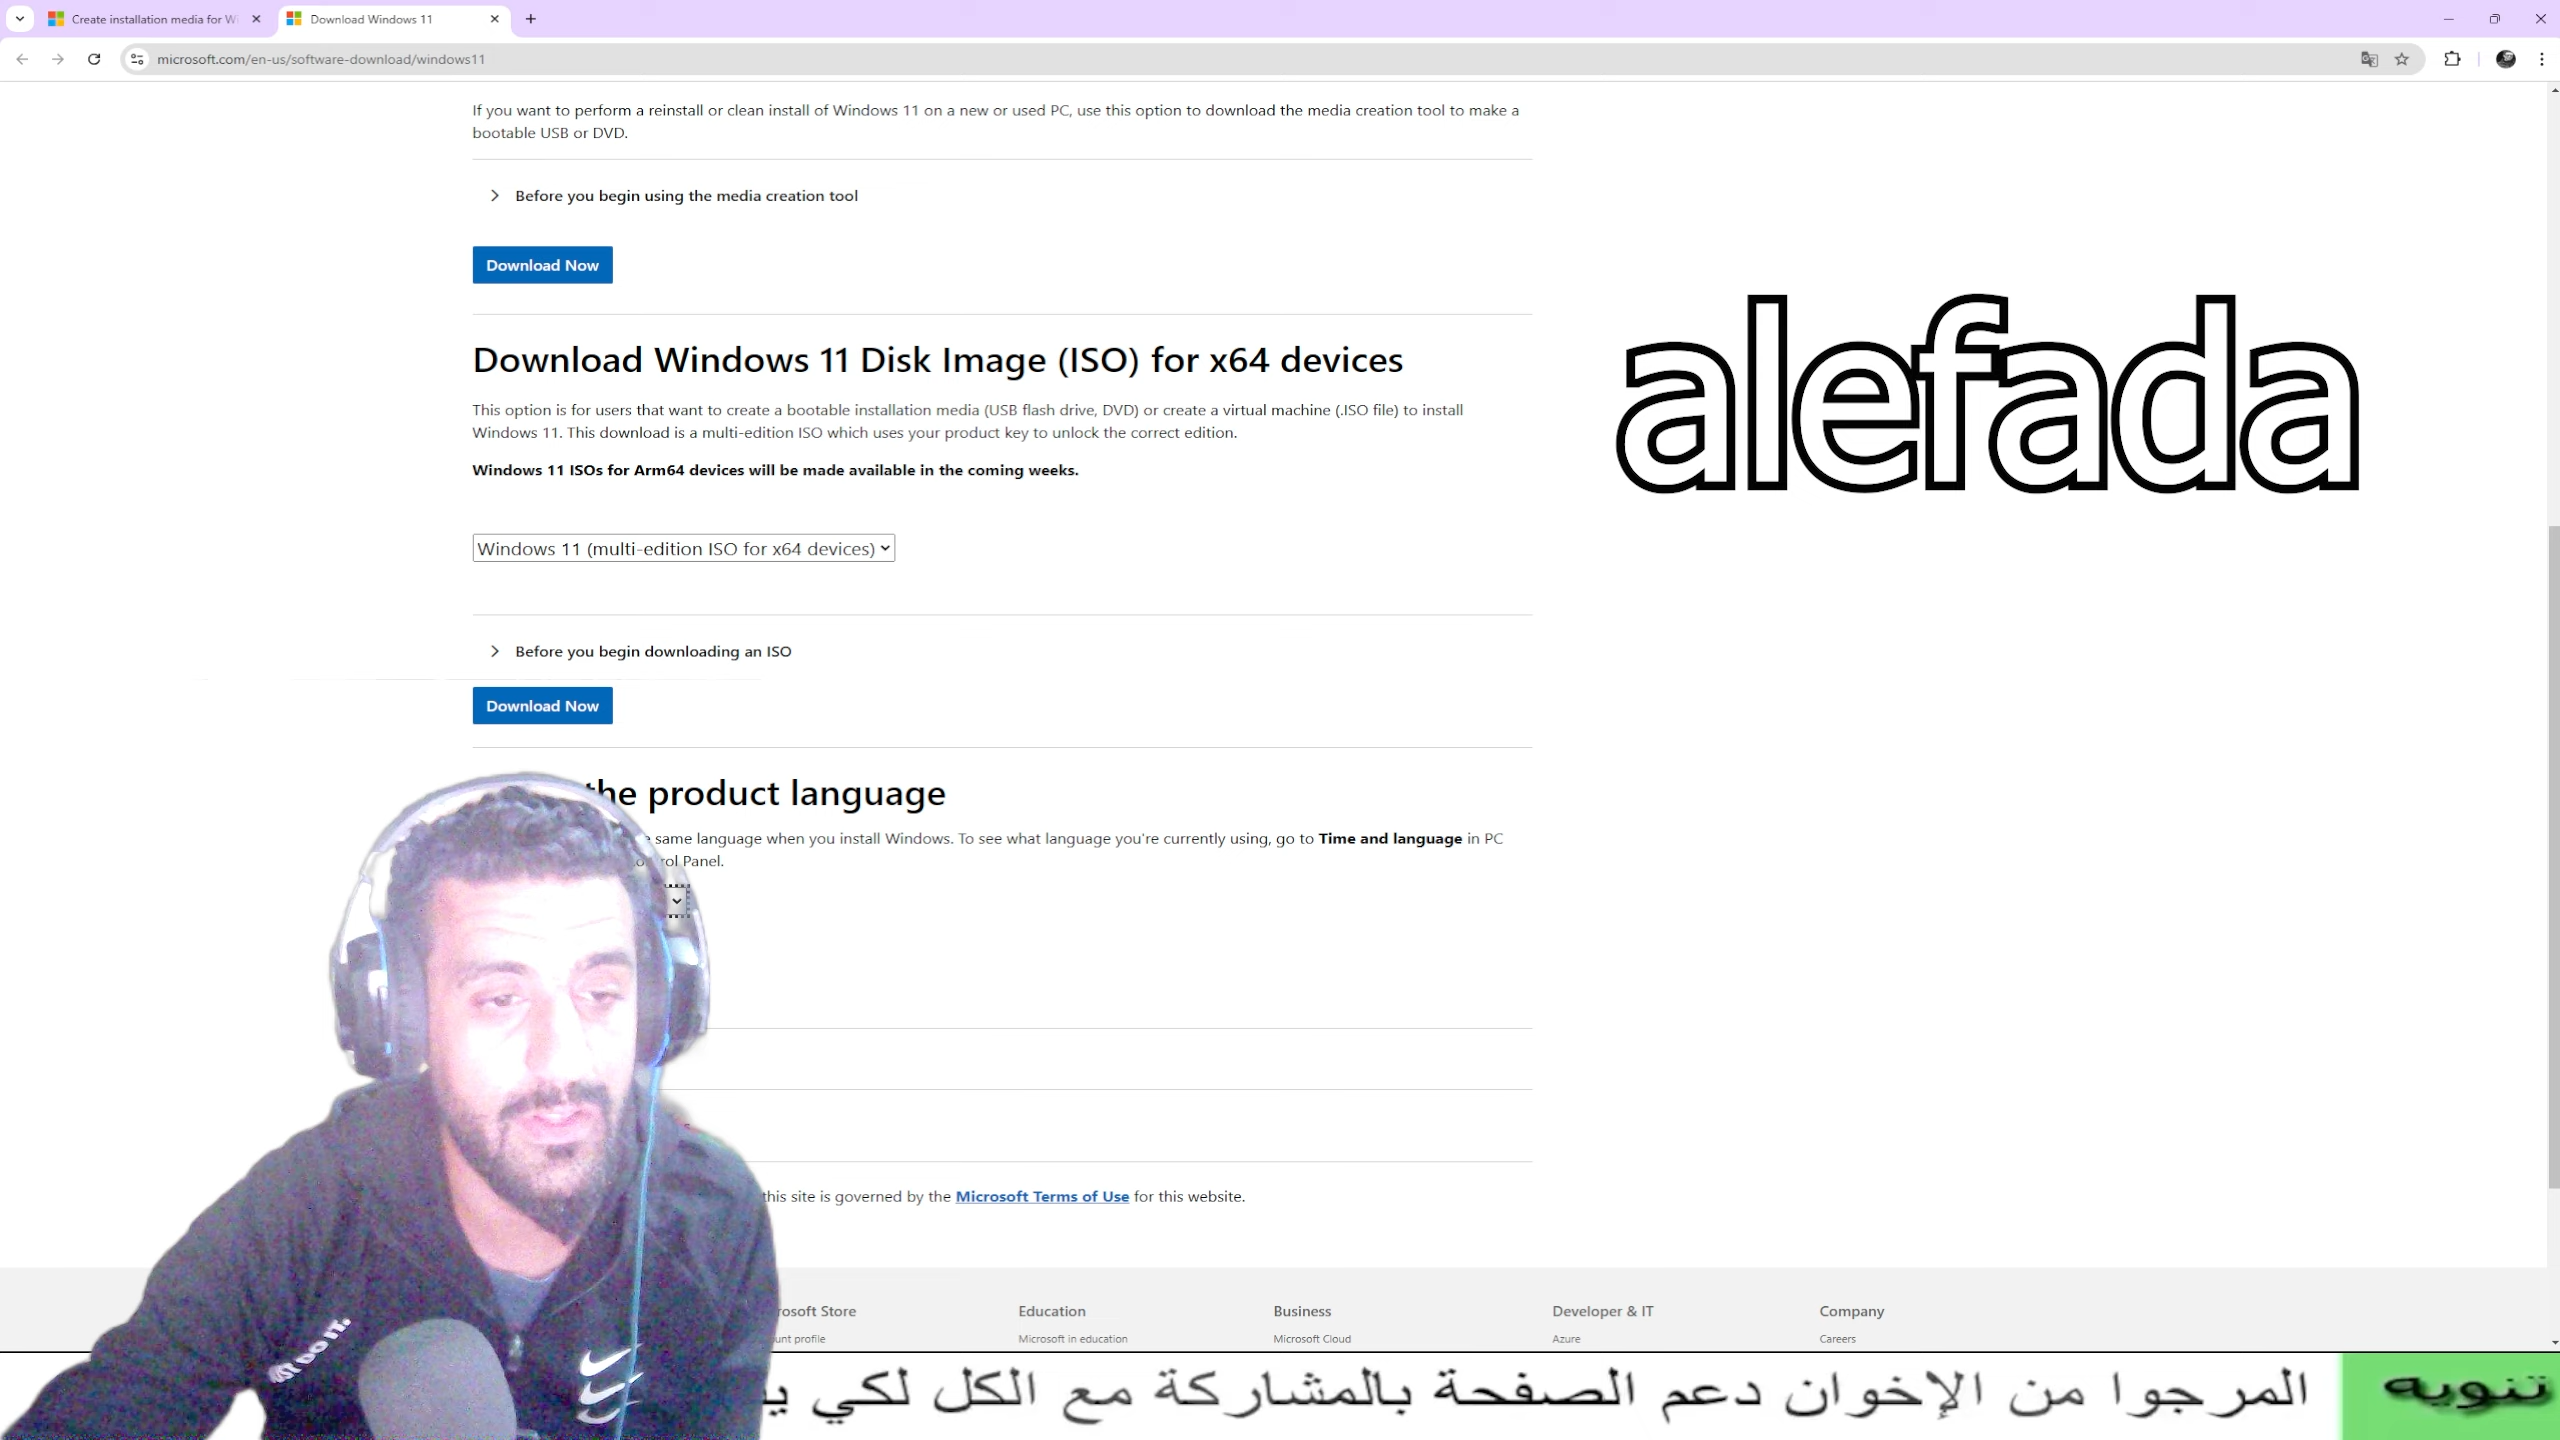 Create installation media for Wi
Download Windows 11
microsoft.com/en-us/software-download/windows11
If you want to perform a reinstall or clean install of Windows 11 on a new or used PC, use this option to download the media creation tool to make a
bootable USB or DVD.
Before you begin using the media creation tool
Download Now
Download Windows 11 Disk Image (ISO) for x64 devices
alefada
This option is for users that want to create a bootable installation media (USB flash drive, DVD) or create a virtual machine (.ISO file) to install
Windows 11. This download is a multi-edition ISO which uses your product key to unlock the correct edition.
Windows 11 ISOs for Arm64 devices will be made available in the coming weeks.
Windows 11 (multi-edition ISO for x64 devices)
Before you begin downloading an ISO
Download Now
the product language
same language when you install Windows. To see what language you're currently using, go to Time and language in PC
rol Panel.
this site is governed by the Microsoft Terms of Use for this website.
rosoft Store Education Business Developer & IT Company
unt profile Microsoft in education Microsoft Cloud Azure Careers
تنويه المرجوا من الإخوان دعم الصفحة بالمشاركة مع الكل لكي ي